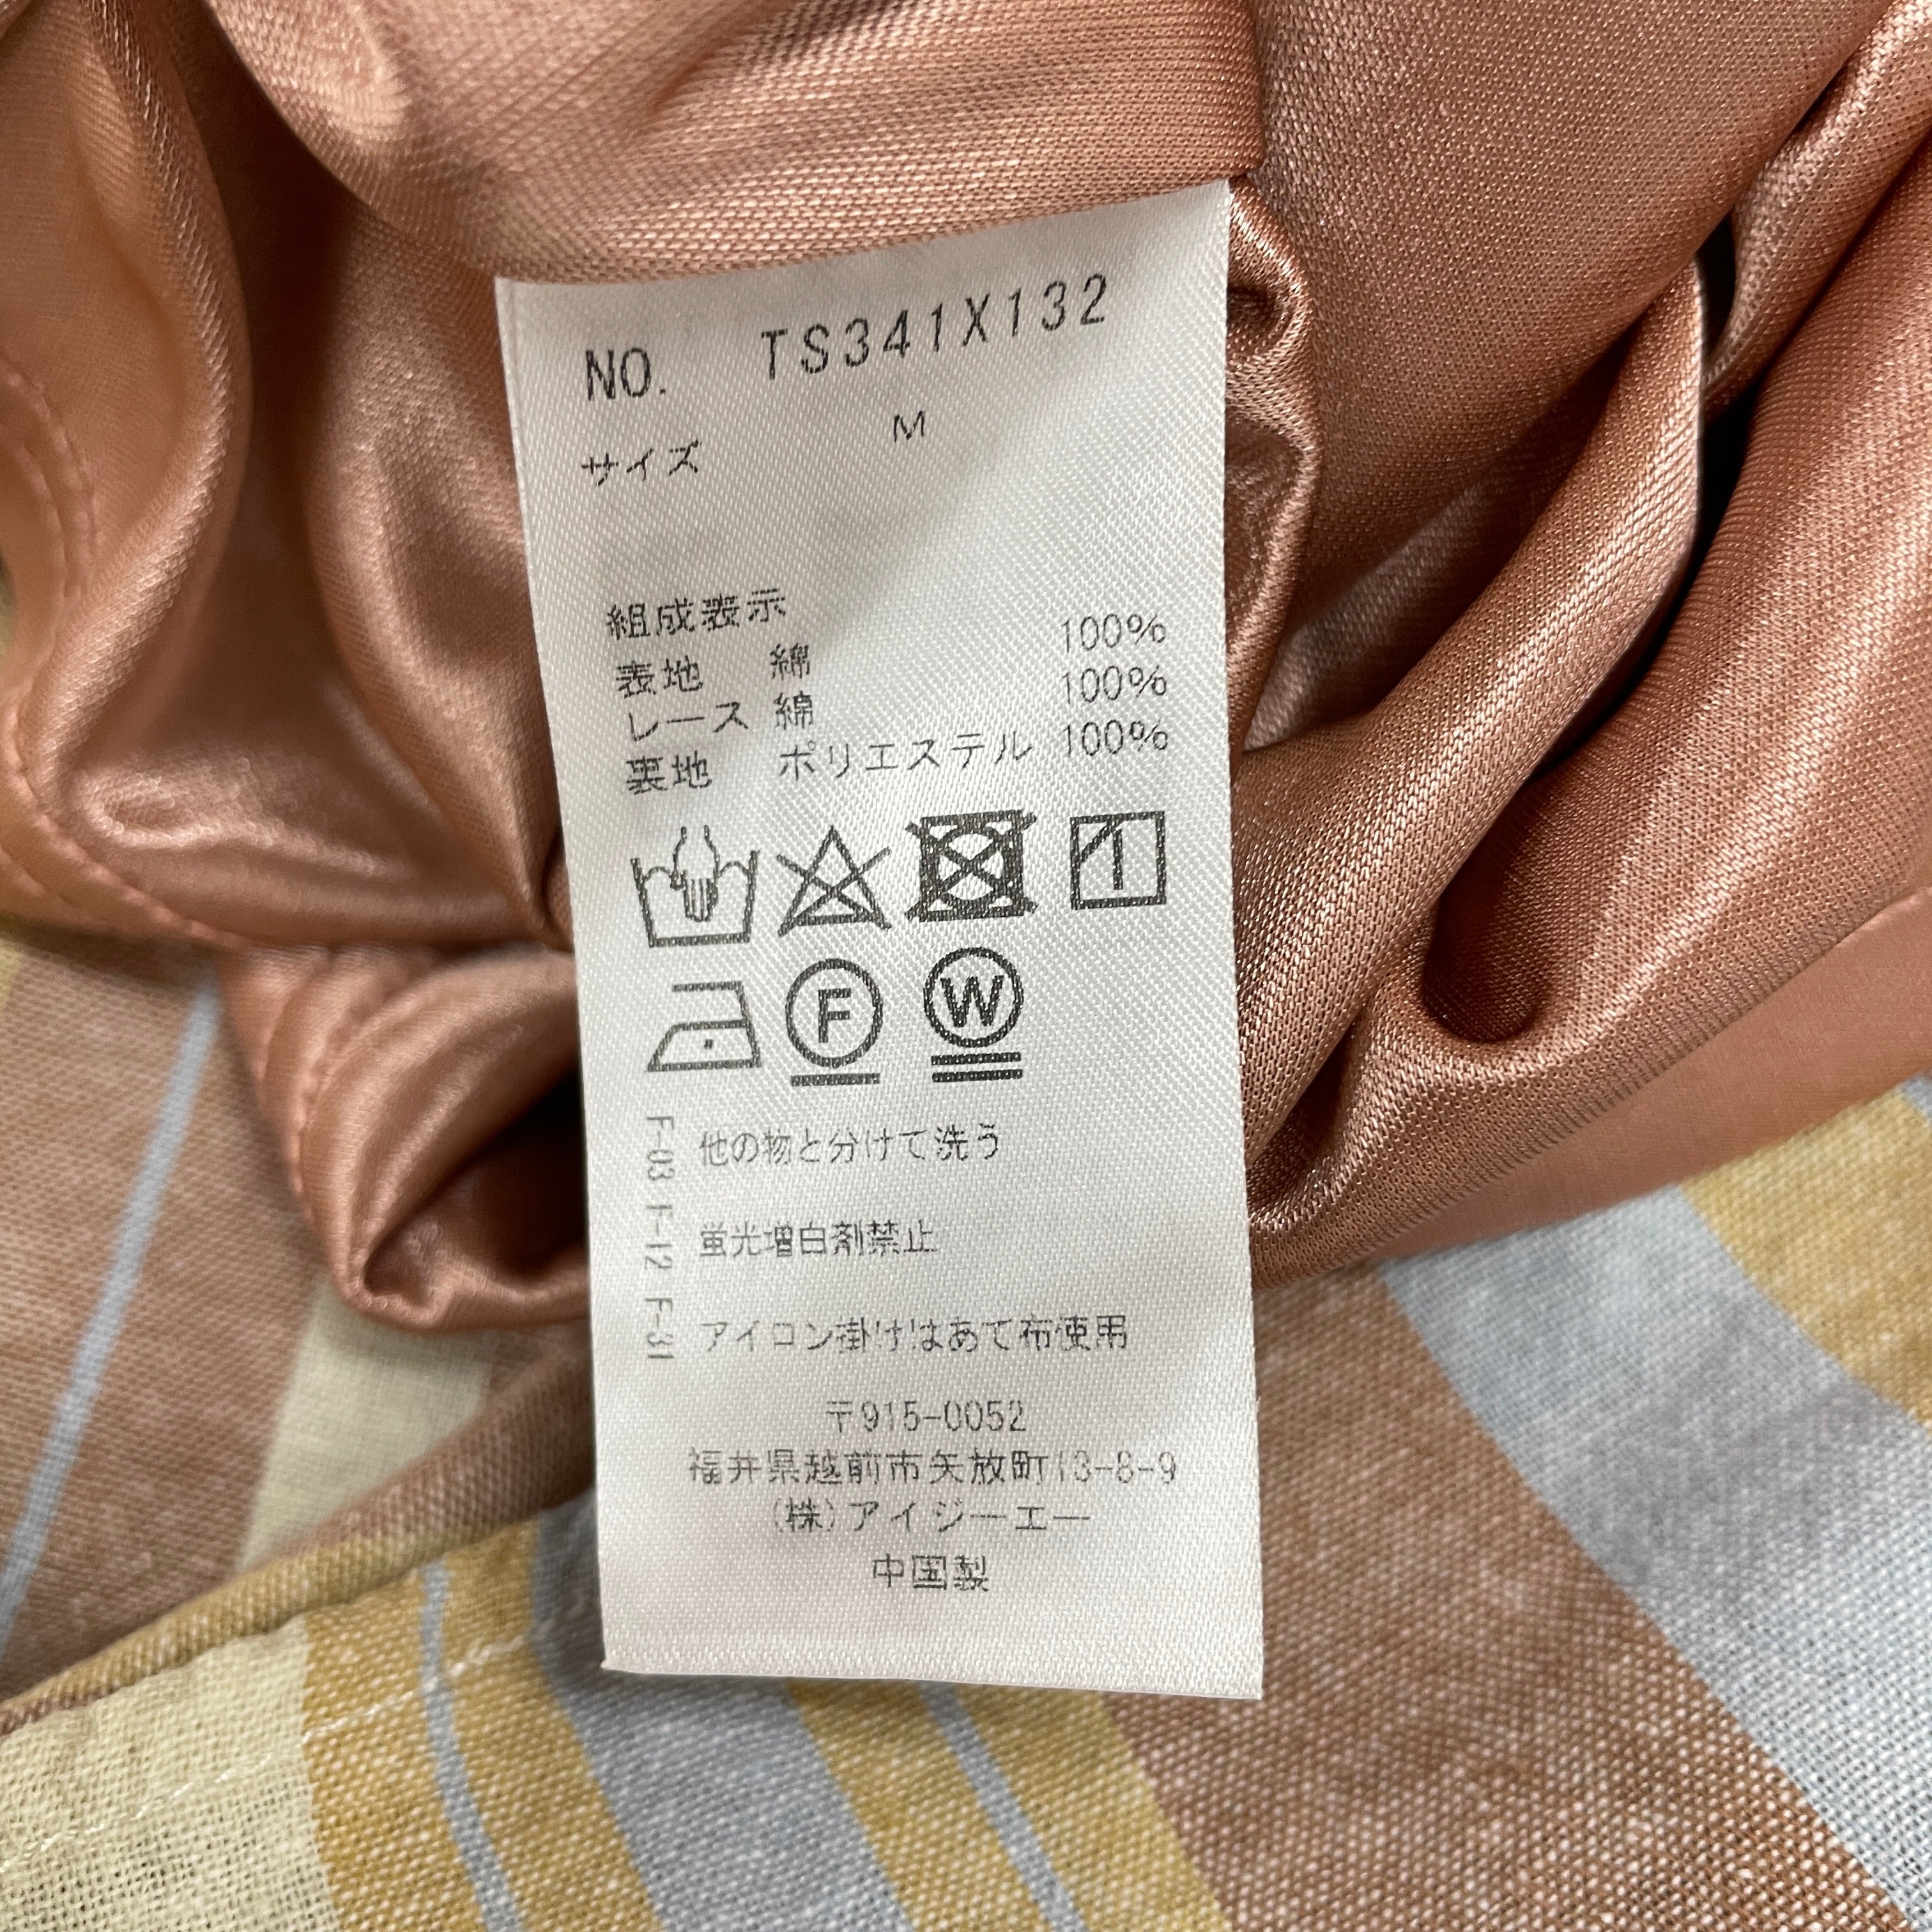 NO. TS341X132
サイズ M
組成表示
表地 綿 100%
レース 綿 100%
裏地 ポリエステル 100%
F
W
F-03 F-12 F-31
他の物と分けて洗う
蛍光増白剤禁止
アイロン掛けはあて布使用
〒915-0052
福井県越前市矢放町13-8-9
(株)アイジーエー
中国製